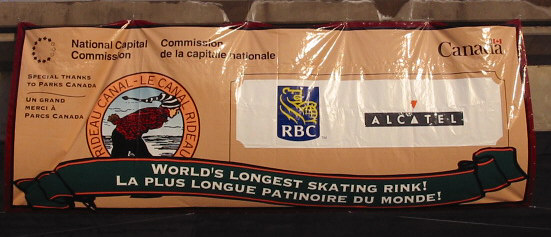 National Capital
Commission
Commission
de la capitale nationale
Canada
SPECIAL THANKS
TO PARKS CANADA
UN GRAND
MERCI À
PARCS CANADA
RIDEAU CANAL-LE CANAL RIDEAU
RBC
TM
ALCATEL
WORLD'S LONGEST SKATING RINK!
LA PLUS LONGUE PATINOIRE DU MONDE!